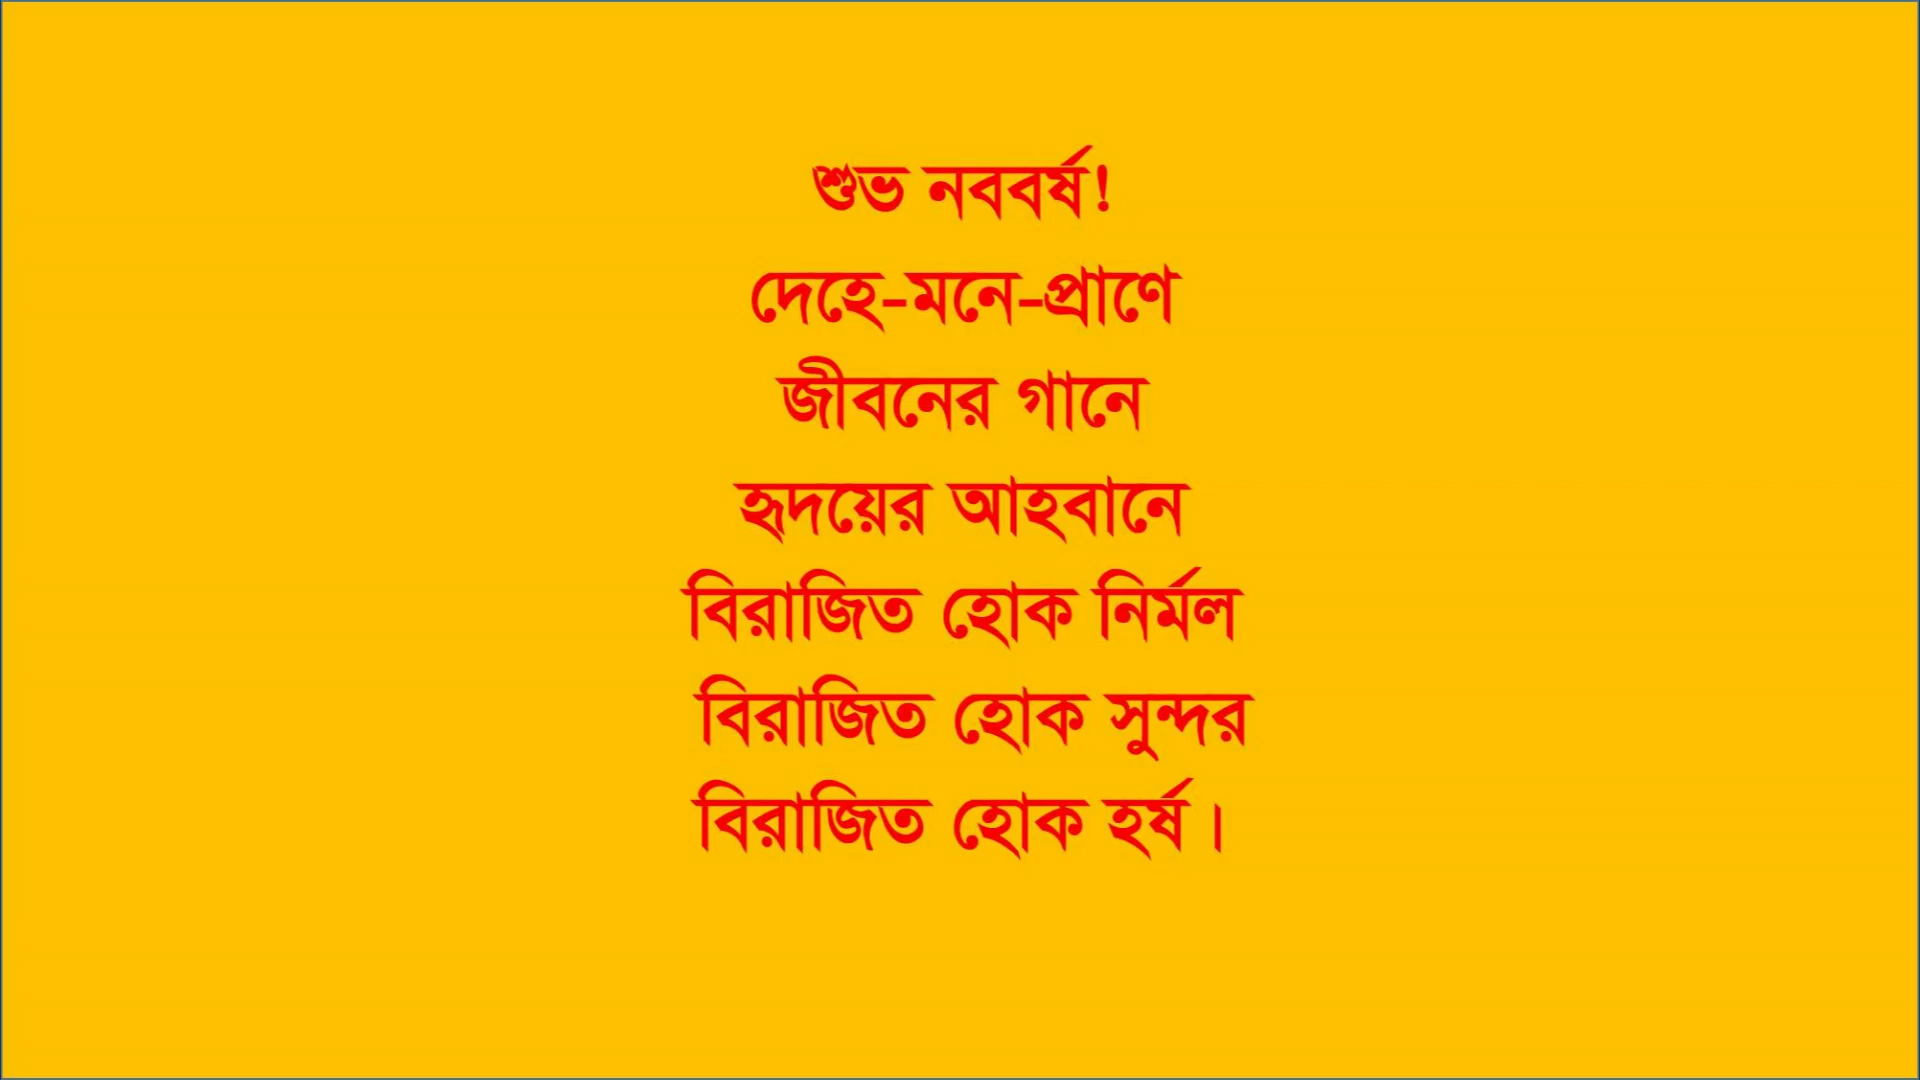 শুভ নববর্ষ!
দেহে-মনে-প্রাণে
জীবনের গানে
হৃদয়ের আহবানে
বিরাজিত হোক নির্মল
বিরাজিত হোক সুন্দর
বিরাজিত হোক হর্ষ।